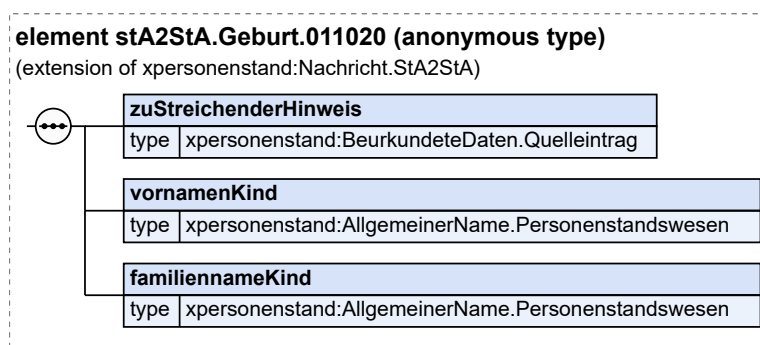 element stA2StA.Geburt.011020 (anonymous type)
(extension of xpersonenstand:Nachricht.StA2StA)
zuStreichenderHinweis
type xpersonenstand:BeurkundeteDaten.Quelleintrag
vornamenKind
type xpersonenstand:AllgemeinerName.Personenstandswesen
familiennameKind
type xpersonenstand:AllgemeinerName.Personenstandswesen